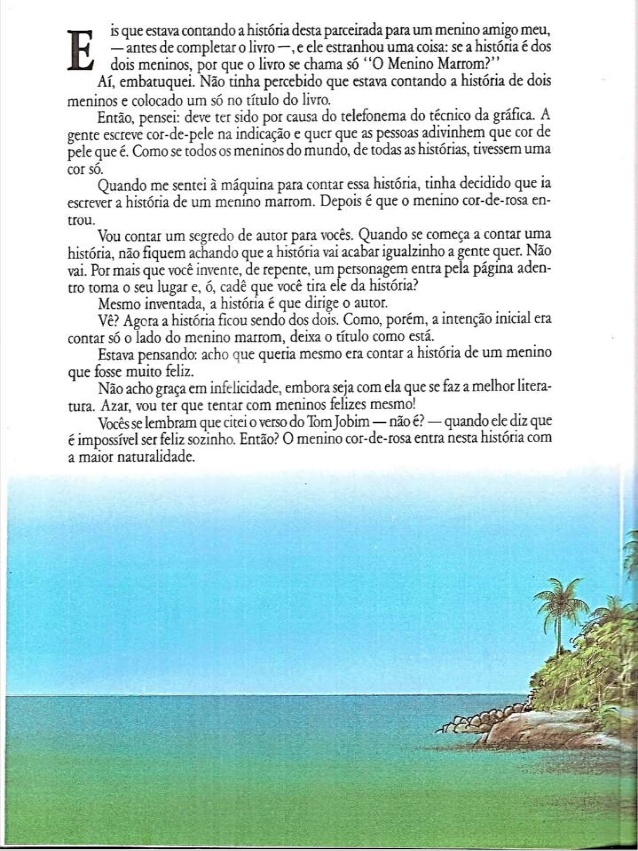 Eis que estava contando a história desta parceirada para um menino amigo meu,
— antes de completar o livro —, e ele estranhou uma coisa: se a história é dos
dois meninos, por que o livro se chama só "O Menino Marrom?"
Aí, embatuquei. Não tinha percebido que estava contando a história de dois
meninos e colocado um só no título do livro.
Então, pensei: deve ter sido por causa do telefonema do técnico da gráfica. A
gente escreve cor-de-pele na indicação e quer que as pessoas adivinhem que cor de
pele que é. Como se todos os meninos do mundo, de todas as histórias, tivessem uma
cor só.
Quando me sentei à máquina para contar essa história, tinha decidido que ia
escrever a história de um menino marrom. Depois é que o menino cor-de-rosa en-
trou.
Vou contar um segredo de autor para vocês. Quando se começa a contar uma
história, não fiquem achando que a história vai acabar igualzinho a gente quer. Não
vai. Por mais que você invente, de repente, um personagem entra pela página aden-
tro toma o seu lugar e, ó, cadê que você tira ele da história?
Mesmo inventada, a história é que dirige o autor.
Vê? Agora a história ficou sendo dos dois. Como, porém, a intenção inicial era
contar só o lado do menino marrom, deixa o título como está.
Estava pensando: acho que queria mesmo era contar a história de um menino
que fosse muito feliz.
Não acho graça em infelicidade, embora seja com ela que se faz a melhor litera-
tura. Azar, vou ter que tentar com meninos felizes mesmo!
Vocês se lembram que citei o verso do Tom Jobim — não é? — quando ele diz que
é impossível ser feliz sozinho. Então? O menino cor-de-rosa entra nesta história com
a maior naturalidade.